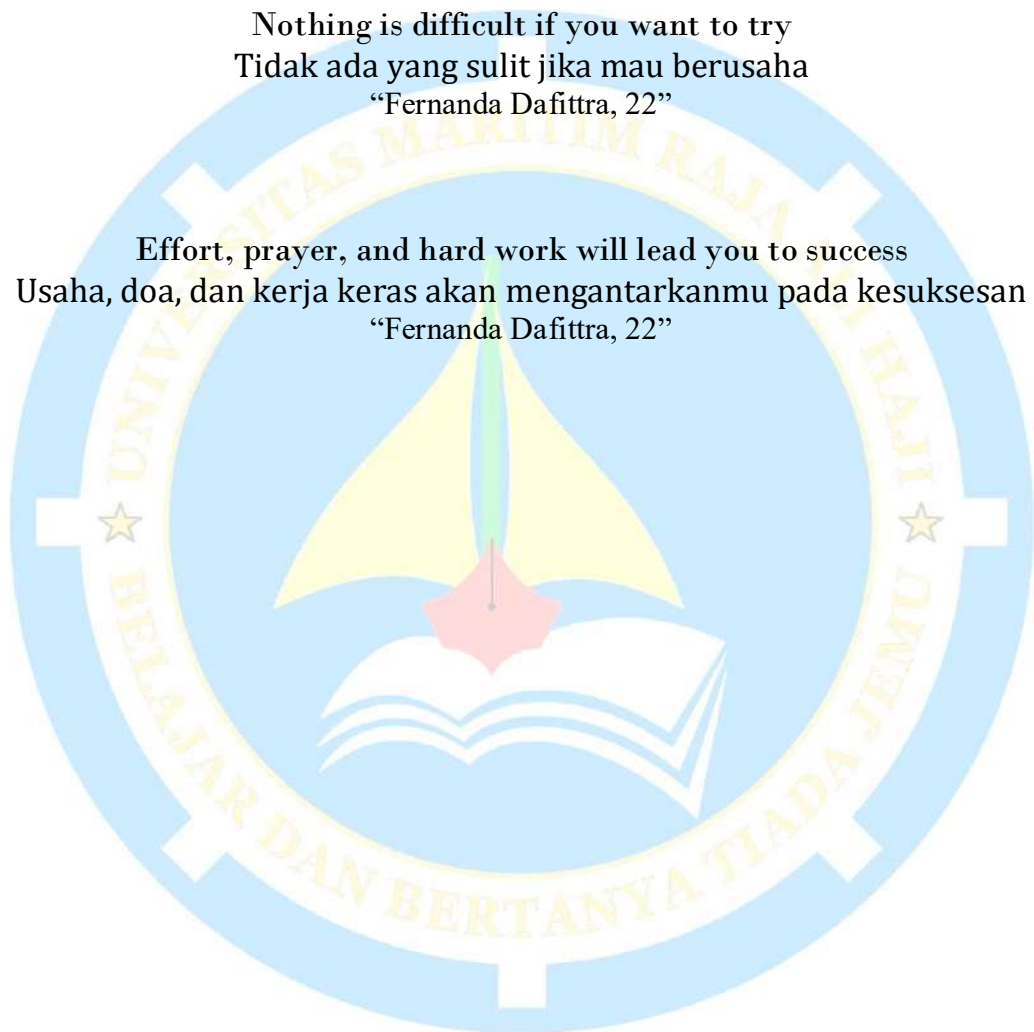 Nothing is difficult if you want to try
Tidak ada yang sulit jika mau berusaha
“Fernanda Dafittra, 22”
Effort, prayer, and hard work will lead you to success
Usaha, doa, dan kerja keras akan mengantarkanmu pada kesuksesan
“Fernanda Dafittra, 22”
UNIVERSITAS MARITIM RAJA ALI HAJI
BELAJAR DAN BERTANYA TIADA JEMU